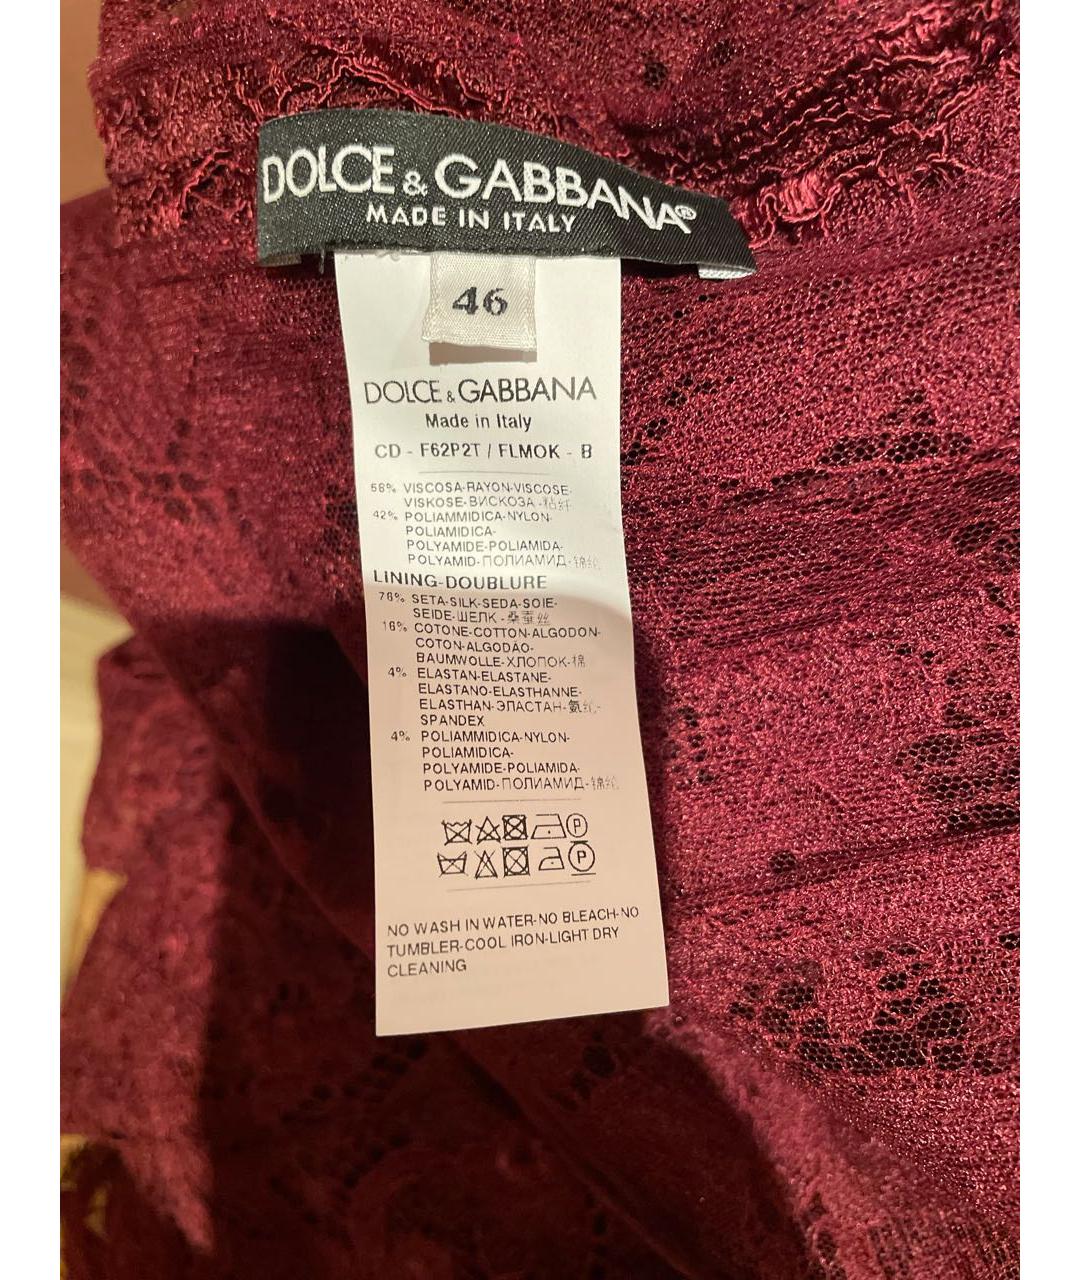 DOLCE & GABBANA®
MADE IN ITALY
46
DOLCE & GABBANA
Made in Italy
CD - F62P2T / FLMOK - B
58% VISCOSA-RAYON-VISCOSE-
VISKOSE-ВИСКОЗА-粘纤
42% POLIAMMIDICA-NYLON-
POLIAMIDICA-
POLYAMIDE-POLIAMIDA-
POLYAMID-ПОЛИАМИД-锦纶
LINING-DOUBLURE
76% SETA-SILK-SEDA-SOIE-
SEIDE-ШЕЛК-桑蚕丝
16% COTONE-COTTON-ALGODON-
COTON-ALGODÃO-
BAUMWOLLE-ХЛОПОК-棉
4% ELASTAN-ELASTANE-
ELASTANO-ELASTHANNE-
ELASTHAN-ЭЛАСТАН-氨纶-
SPANDEX
4% POLIAMMIDICA-NYLON-
POLIAMIDICA-
POLYAMIDE-POLIAMIDA-
POLYAMID-ПОЛИАМИД-锦纶
P
P
NO WASH IN WATER-NO BLEACH-NO
TUMBLER-COOL IRON-LIGHT DRY
CLEANING